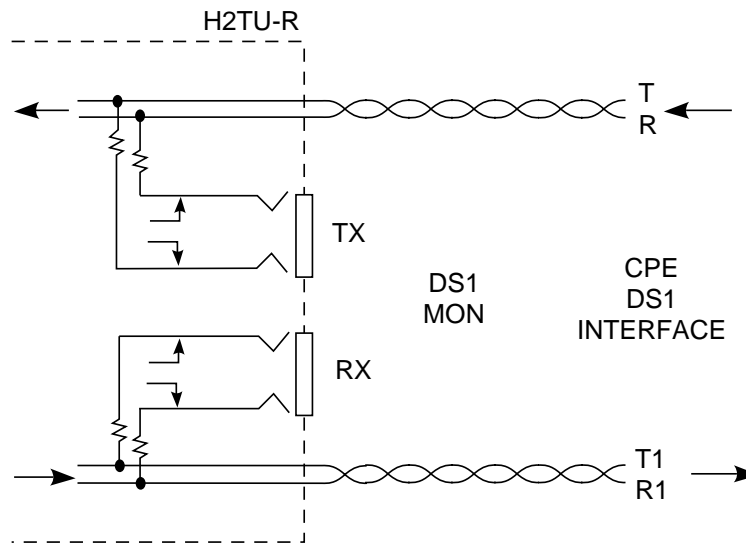 H2TU-R
T
R
TX
DS1
MON
CPE
DS1
INTERFACE
RX
T1
R1